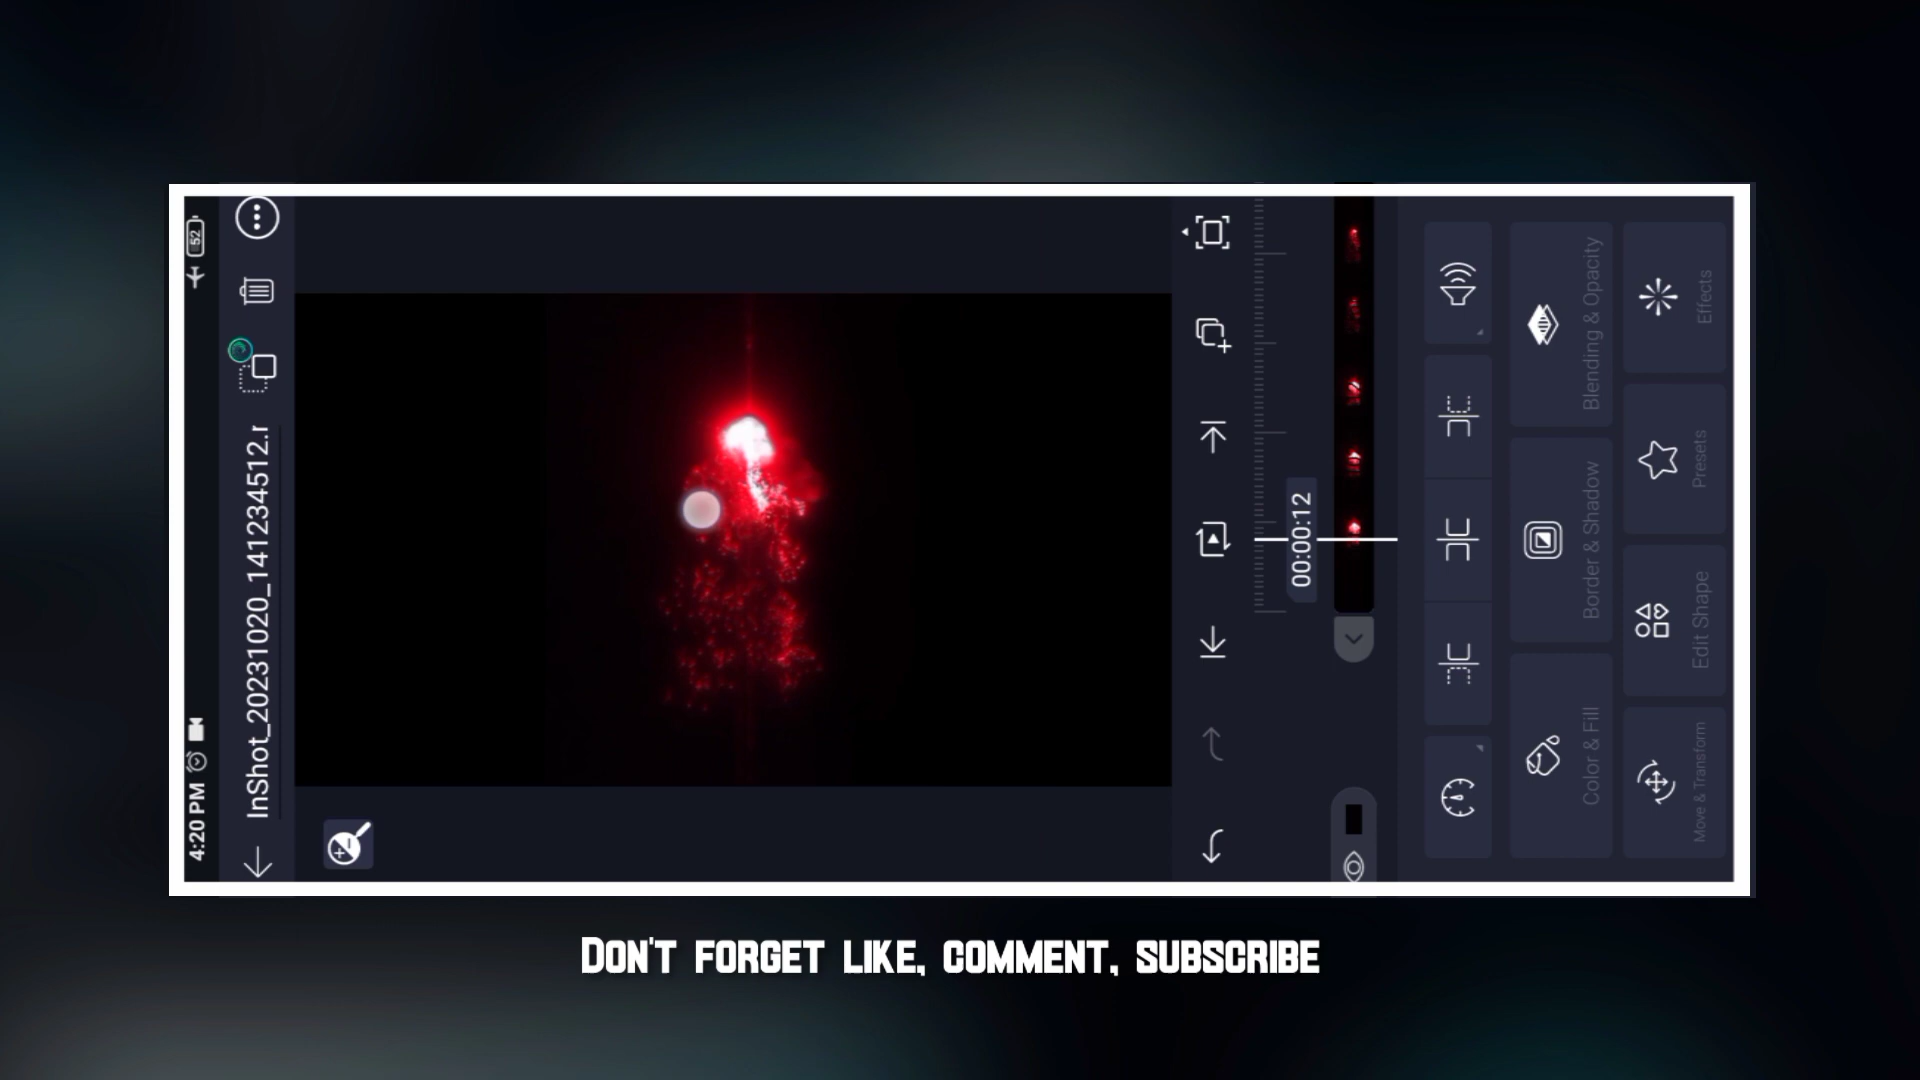 4:20 PM
52
InShot_20231020_141234512.r
00:00:12
Color & Fill
Border & Shadow
Blending & Opacity
Move & Transform
Edit Shape
Presets
Effects
DON'T FORGET LIKE, COMMENT, SUBSCRIBE